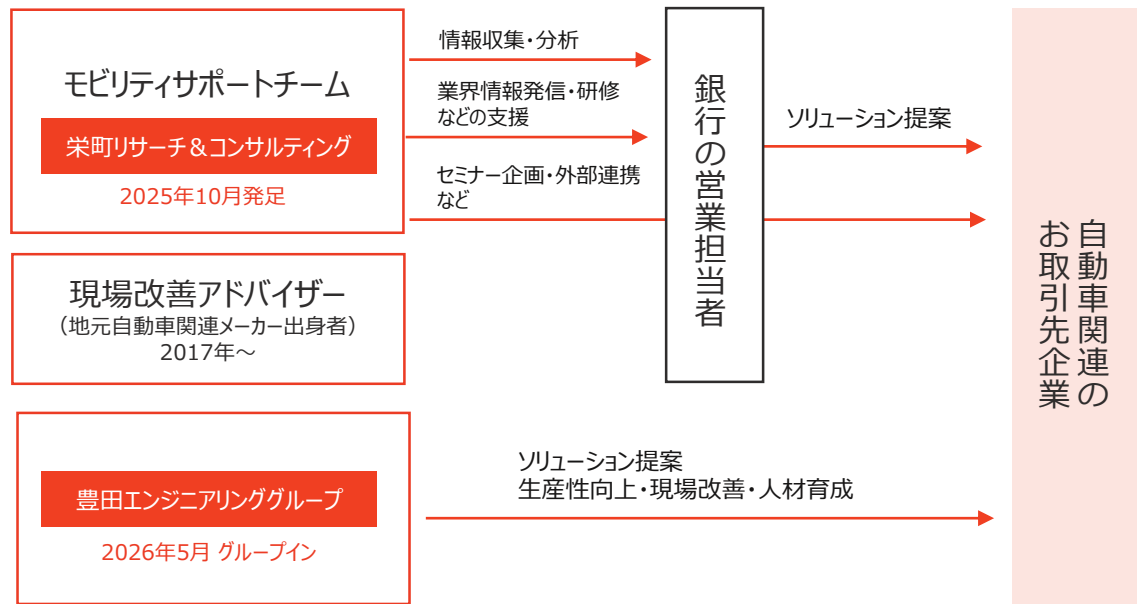 モビリティサポートチーム
栄町リサーチ＆コンサルティング
2025年10月発足
情報収集・分析
業界情報発信・研修
などの支援
セミナー企画・外部連携
など
現場改善アドバイザー
（地元自動車関連メーカー出身者）
2017年～
銀行の営業担当者
ソリューション提案
豊田エンジニアリンググループ
2026年5月 グループイン
ソリューション提案
生産性向上・現場改善・人材育成
自動車関連の
お取引先企業